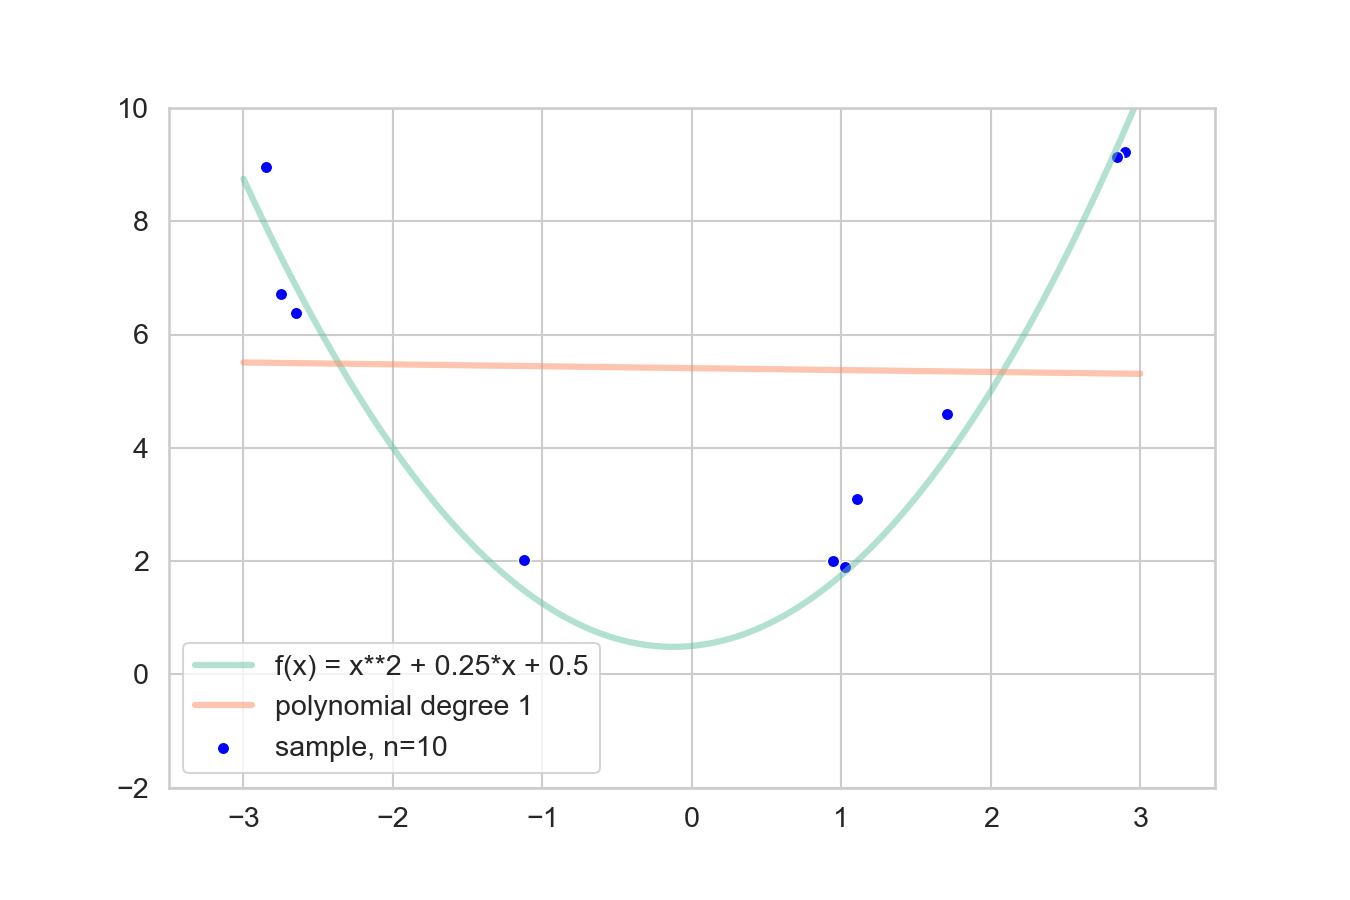 10
8
6
4
2
0
−2
f(x) = x**2 + 0.25*x + 0.5
polynomial degree 1
sample, n=10
−3 −2 −1 0 1 2 3